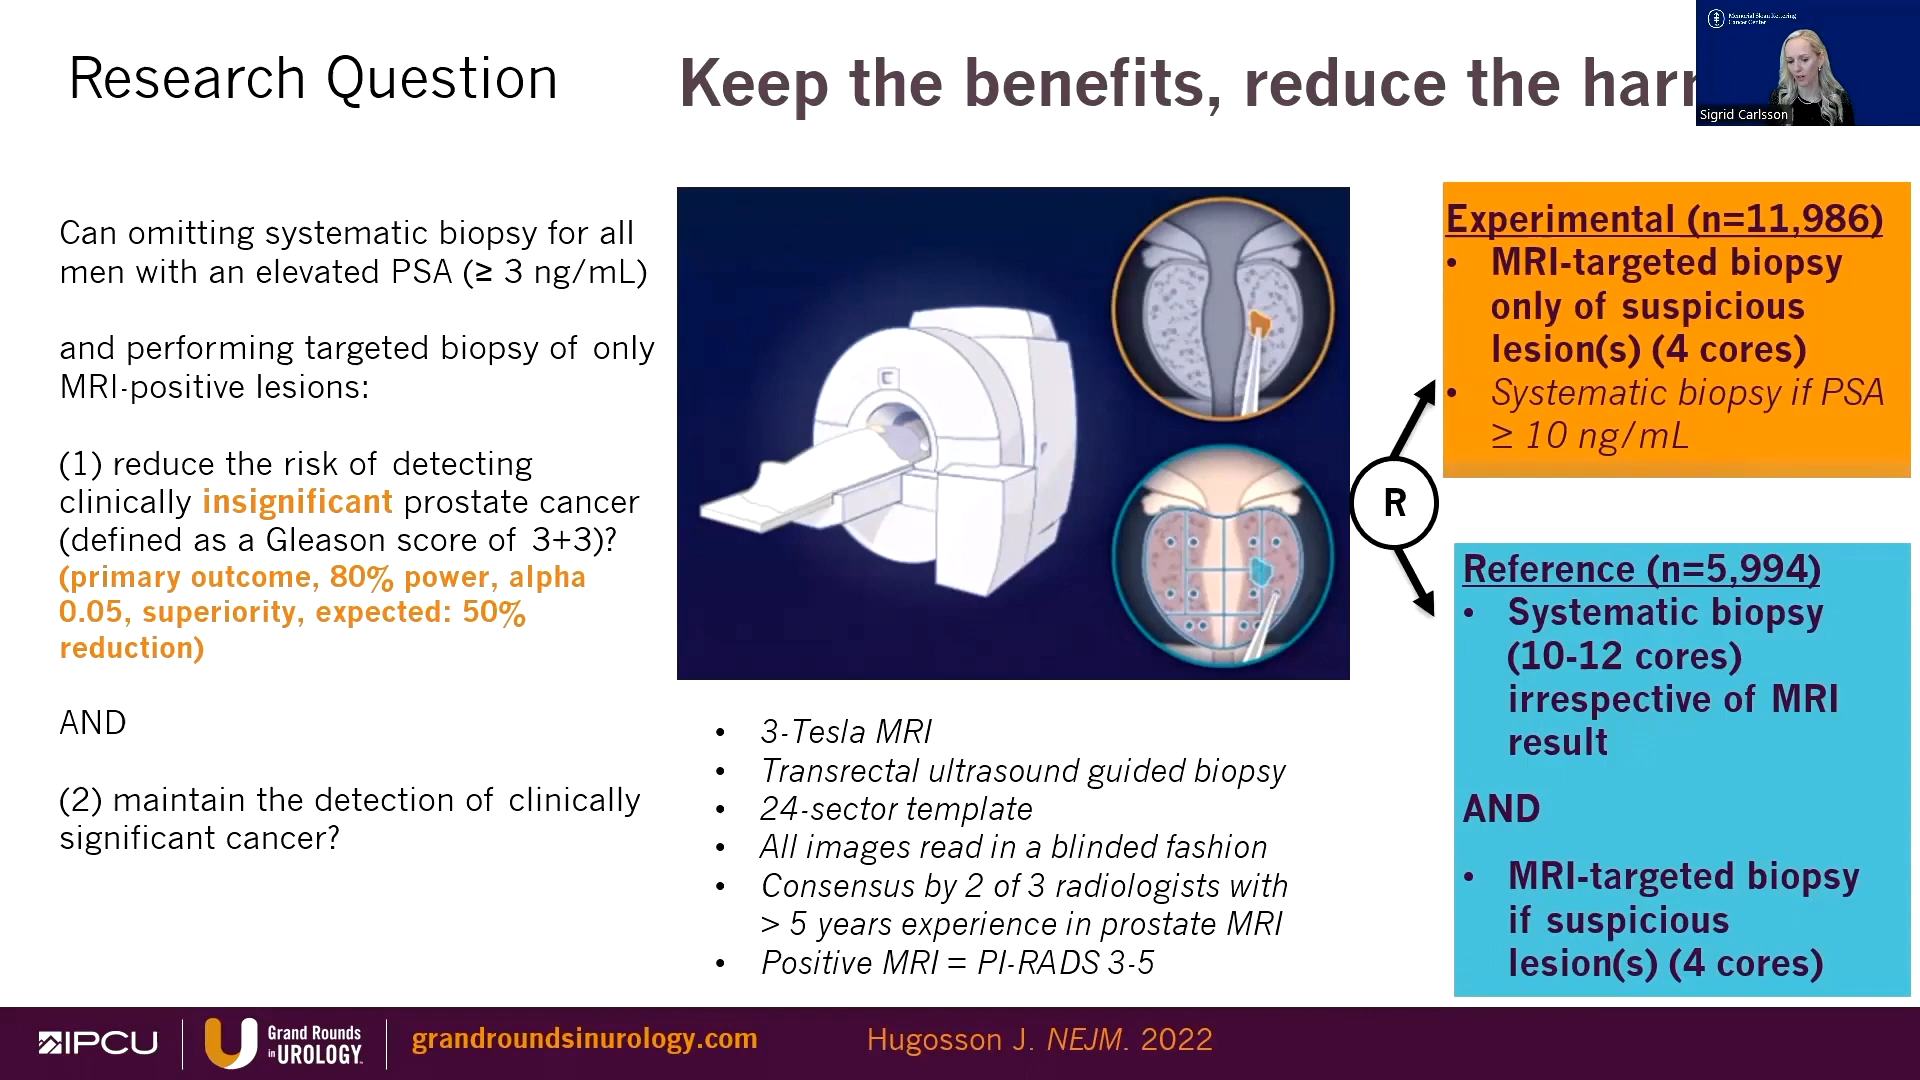 Research Question
Keep the benefits, reduce the har
Memorial Sloan Kettering
Cancer Center
Sigrid Carlsson
Can omitting systematic biopsy for all
men with an elevated PSA (≥ 3 ng/mL)
and performing targeted biopsy of only
MRI-positive lesions:
(1) reduce the risk of detecting
clinically insignificant prostate cancer
(defined as a Gleason score of 3+3)?
(primary outcome, 80% power, alpha
0.05, superiority, expected: 50%
reduction)
AND
(2) maintain the detection of clinically
significant cancer?
• 3-Tesla MRI
• Transrectal ultrasound guided biopsy
• 24-sector template
• All images read in a blinded fashion
• Consensus by 2 of 3 radiologists with
> 5 years experience in prostate MRI
• Positive MRI = PI-RADS 3-5
R
Experimental (n=11,986)
• MRI-targeted biopsy
only of suspicious
lesion(s) (4 cores)
• Systematic biopsy if PSA
≥ 10 ng/mL
Reference (n=5,994)
• Systematic biopsy
(10-12 cores)
irrespective of MRI
result
AND
• MRI-targeted biopsy
if suspicious
lesion(s) (4 cores)
IPCU
Grand Rounds
in UROLOGY
grandroundsinurology.com
Hugosson J. NEJM. 2022